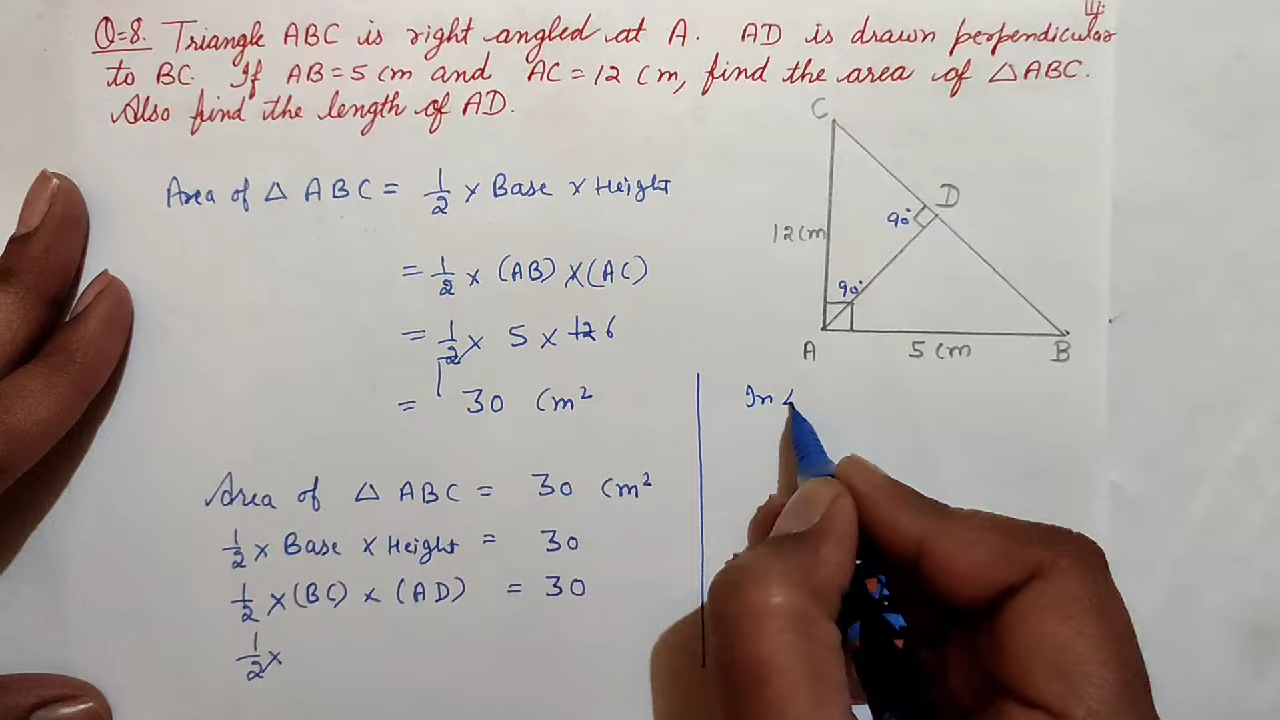 Q=8. Triangle ABC is right angled at A. AD is drawn perpendicular
to BC. If AB = 5 cm and AC = 12 cm, find the area of △ABC.
Also find the length of AD.
C
D
90°
12cm
90°
A
5 cm
B
Area of △ ABC = 1/2 × Base × Height
= 1/2 × (AB) × (AC)
= 1/2 × 5 × 12 6
1
= 30 Cm²
Area of △ ABC = 30 cm²
1/2 × Base × Height = 30
1/2 × (BC) × (AD) = 30
1/2 ×
In